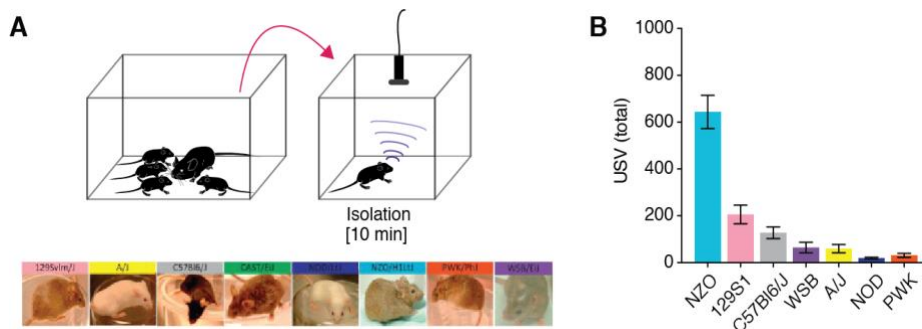 A
Isolation
[10 min]
129SvIm/J
A/J
C57Bl6/J
CAST/EiJ
NOD/LtJ
NZO/H1LtJ
PWK/PhJ
WSB/EiJ
B
USV (total)
1000
800
600
400
200
0
NZO
129S1
C57Bl6/J
WSB
A/J
NOD
PWK